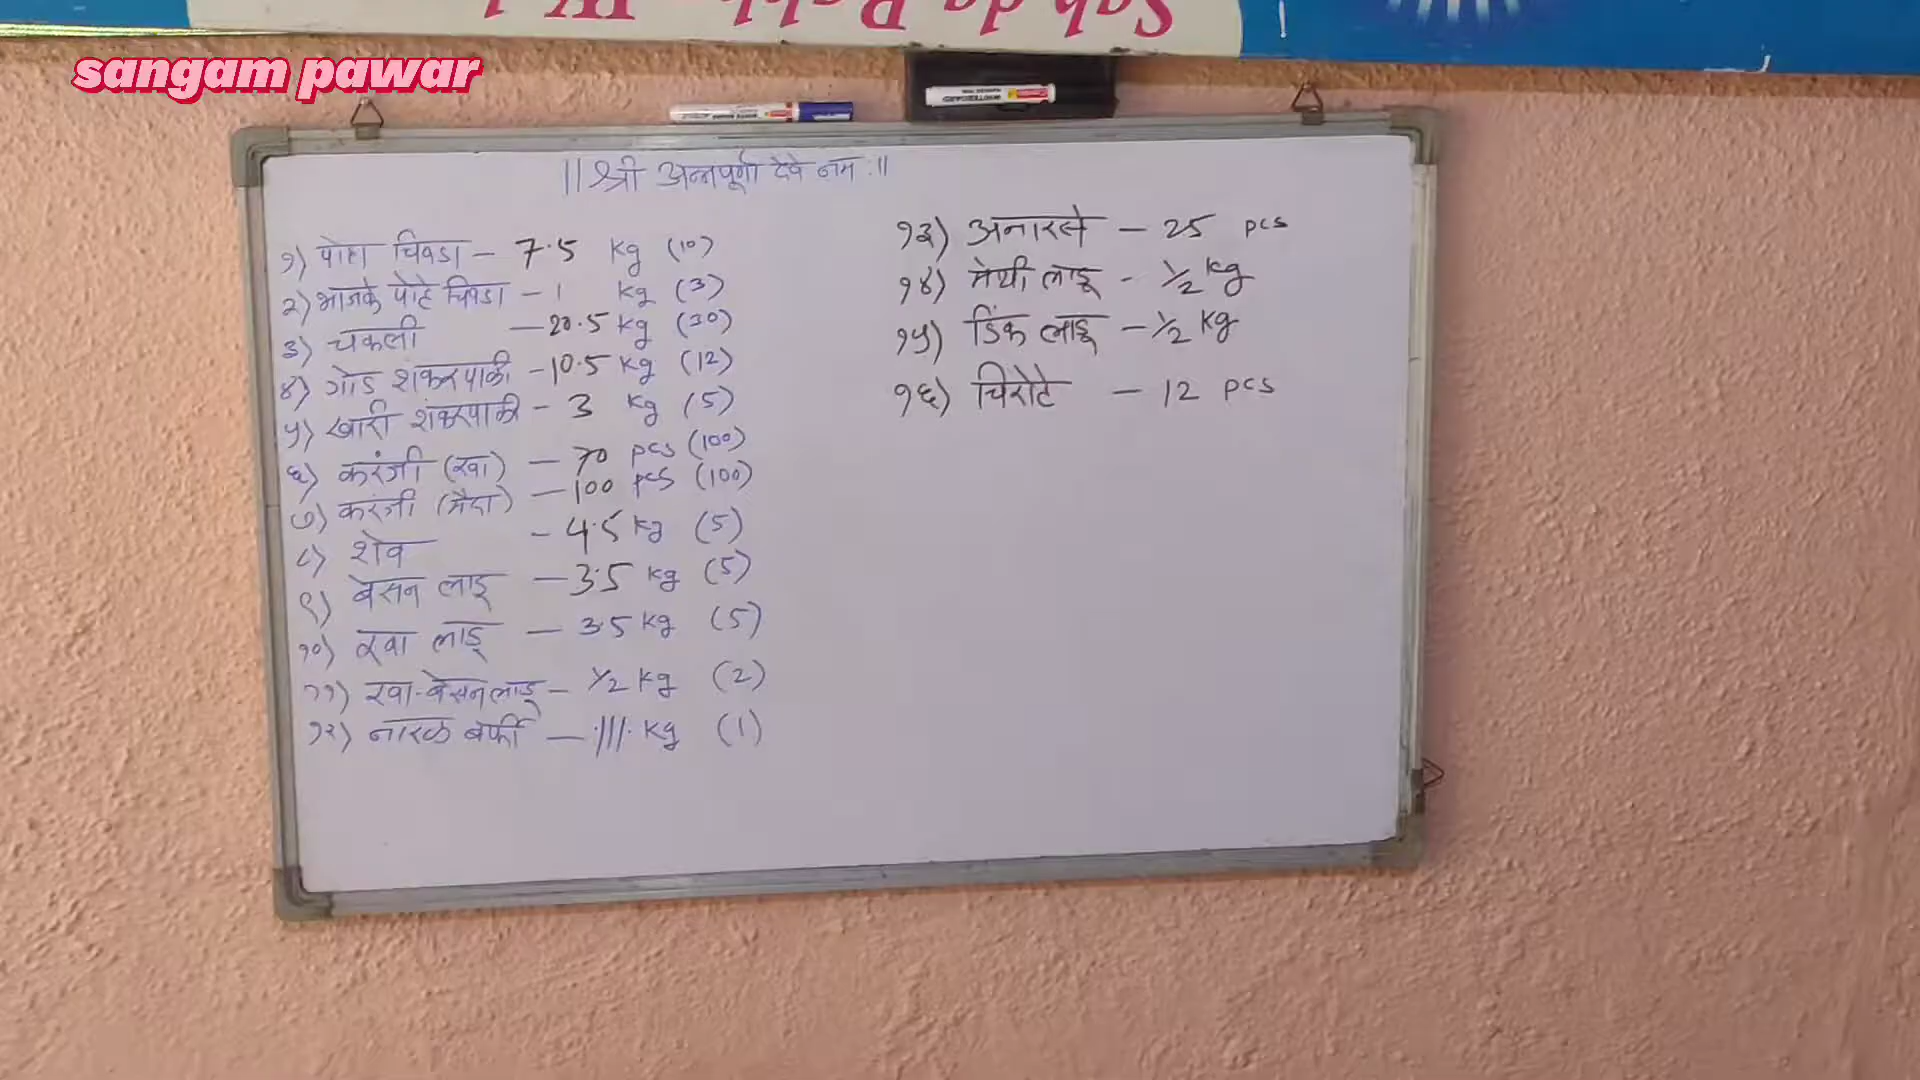 sangam pawar
॥ श्री अन्नपूर्णा देवै नमः ॥
१) पोहा चिवडा – 7.5 kg (10)
२) भाजके पोहे चिवडा – 1 kg (3)
३) चकली – 20.5 kg (30)
४) गोड शंकरपाळी – 10.5 kg (12)
५) खारी शंकरपाळी – 3 kg (5)
६) करंजी (रवा) – 70 pcs (100)
७) करंजी (मैदा) – 100 pcs (100)
८) शेव – 4.5 kg (5)
९) बेसन लाडू – 3.5 kg (5)
१०) रवा लाडू – 3.5 kg (5)
११) रवा-बेसन लाडू – 1/2 kg (2)
१२) नारळ बर्फी – kg (1)
१३) अनारसे – 25 pcs
१४) मेथी लाडू – 1/2 kg
१५) डिंक लाडू – 1/2 kg
१६) चिरोटे – 12 pcs